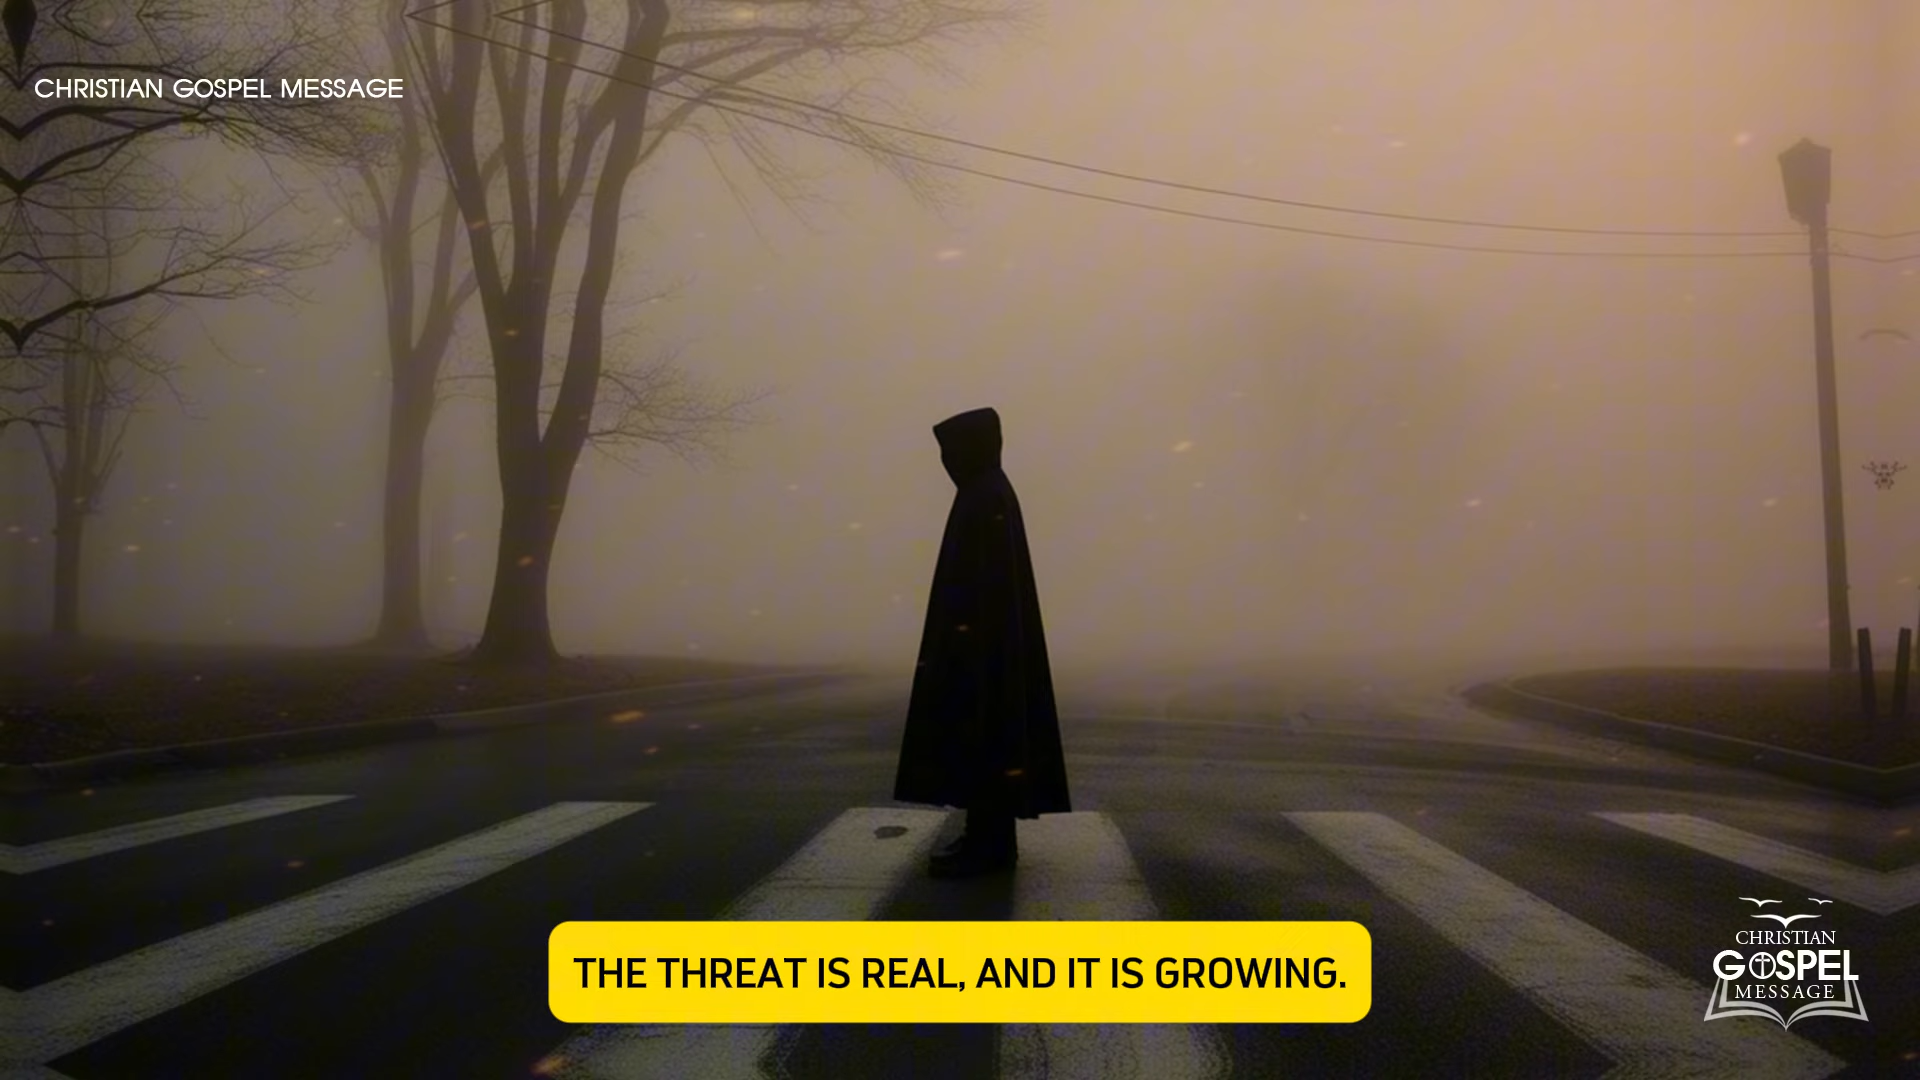 CHRISTIAN GOSPEL MESSAGE
THE THREAT IS REAL, AND IT IS GROWING.
CHRISTIAN
GOSPEL
MESSAGE